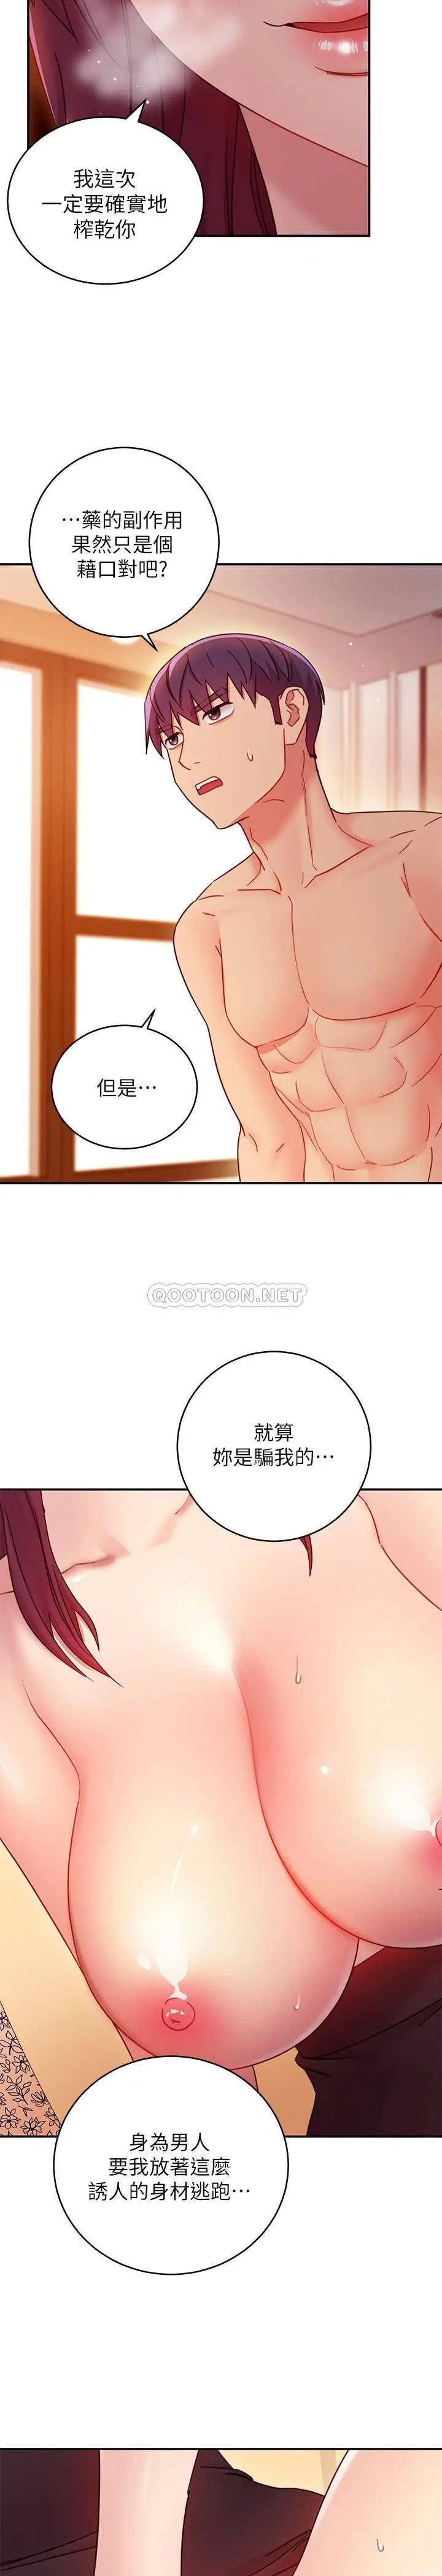 我這次
一定要確實地
榨乾你
…藥的副作用
果然只是個
藉口對吧?
但是…
QOOTOON.NET
就算
妳是騙我的…
身為男人
要我放著這麼
誘人的身材逃跑…